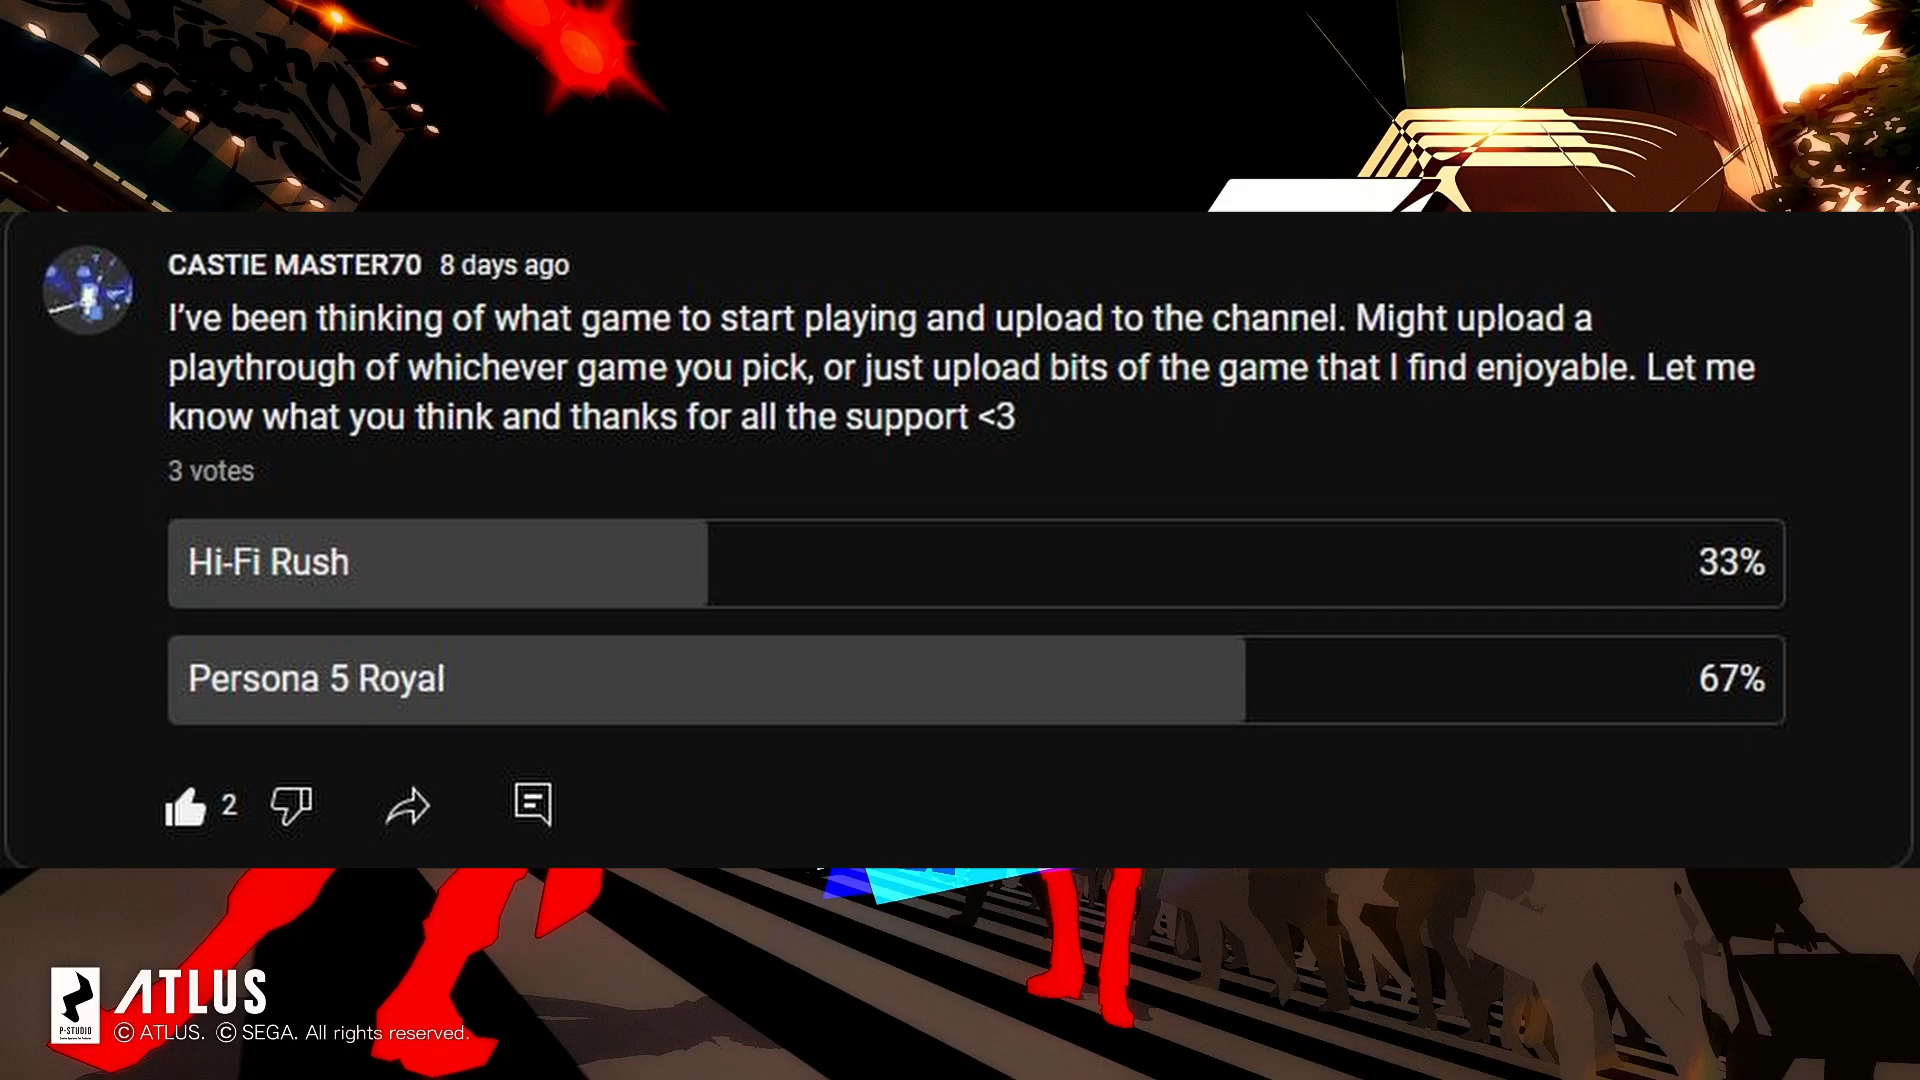 CASTIE MASTER70 8 days ago
I've been thinking of what game to start playing and upload to the channel. Might upload a
playthrough of whichever game you pick, or just upload bits of the game that I find enjoyable. Let me
know what you think and thanks for all the support <3
3 votes
Hi-Fi Rush 33%
Persona 5 Royal 67%
2
ATLUS
P-STUDIO
© ATLUS. © SEGA. All rights reserved.